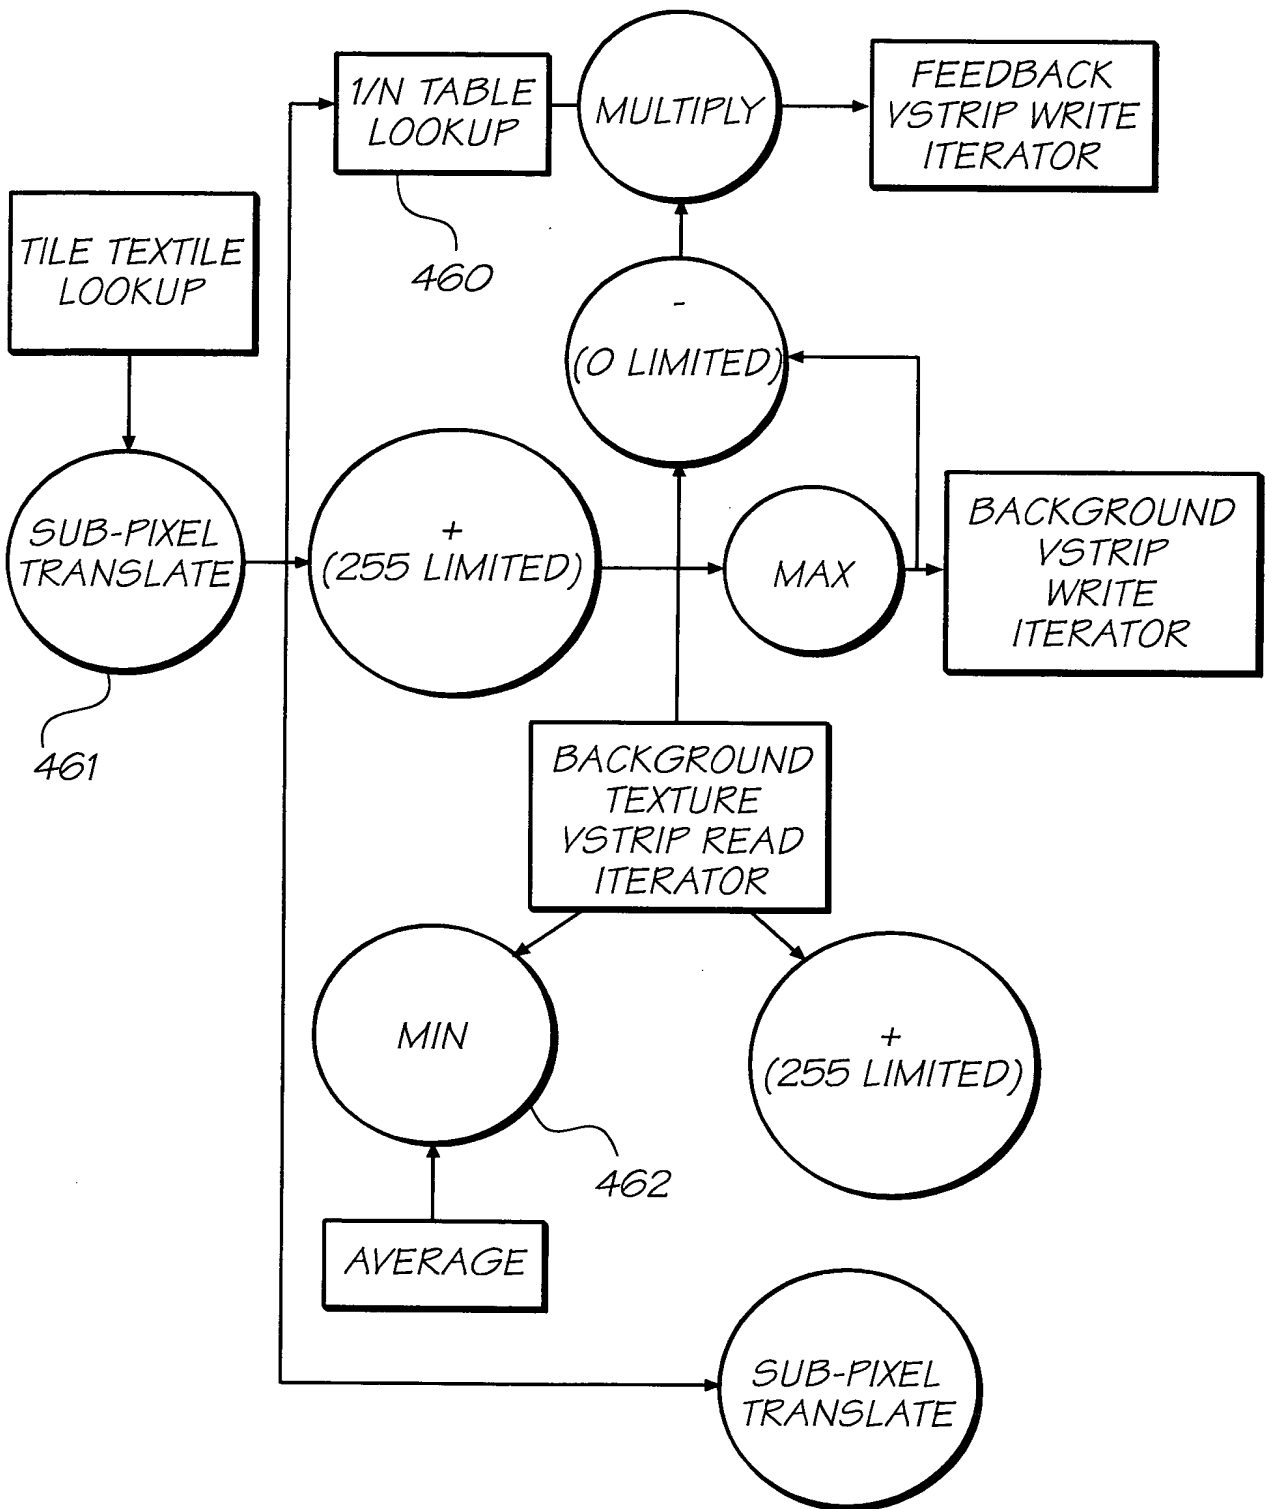 1/N TABLE
LOOKUP
MULTIPLY
FEEDBACK
VSTRIP WRITE
ITERATOR
460
TILE TEXTILE
LOOKUP
-
(0 LIMITED)
SUB-PIXEL
TRANSLATE
+
(255 LIMITED)
MAX
BACKGROUND
VSTRIP
WRITE
ITERATOR
461
BACKGROUND
TEXTURE
VSTRIP READ
ITERATOR
MIN
+
(255 LIMITED)
462
AVERAGE
SUB-PIXEL
TRANSLATE